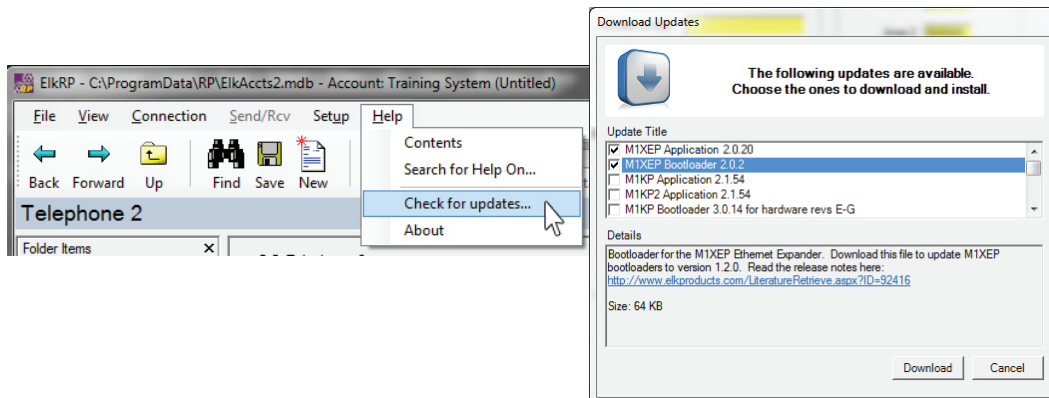 ElkRP - C:\ProgramData\RP\ElkAccts2.mdb - Account: Training System (Untitled)
File View Connection Send/Rcv Setup Help
Back Forward Up Find Save New
Contents
Search for Help On...
Check for updates...
About
Telephone 2
Folder Items
Download Updates
The following updates are available.
Choose the ones to download and install.
Update Title
M1XEP Application 2.0.20
M1XEP Bootloader 2.0.2
M1KP Application 2.1.54
M1KP2 Application 2.1.54
M1KP Bootloader 3.0.14 for hardware revs E-G
Details
Bootloader for the M1XEP Ethernet Expander. Download this file to update M1XEP
bootloaders to version 1.2.0. Read the release notes here:
http://www.elkproducts.com/LiteratureRetrieve.aspx?ID=92416
Size: 64 KB
Download Cancel